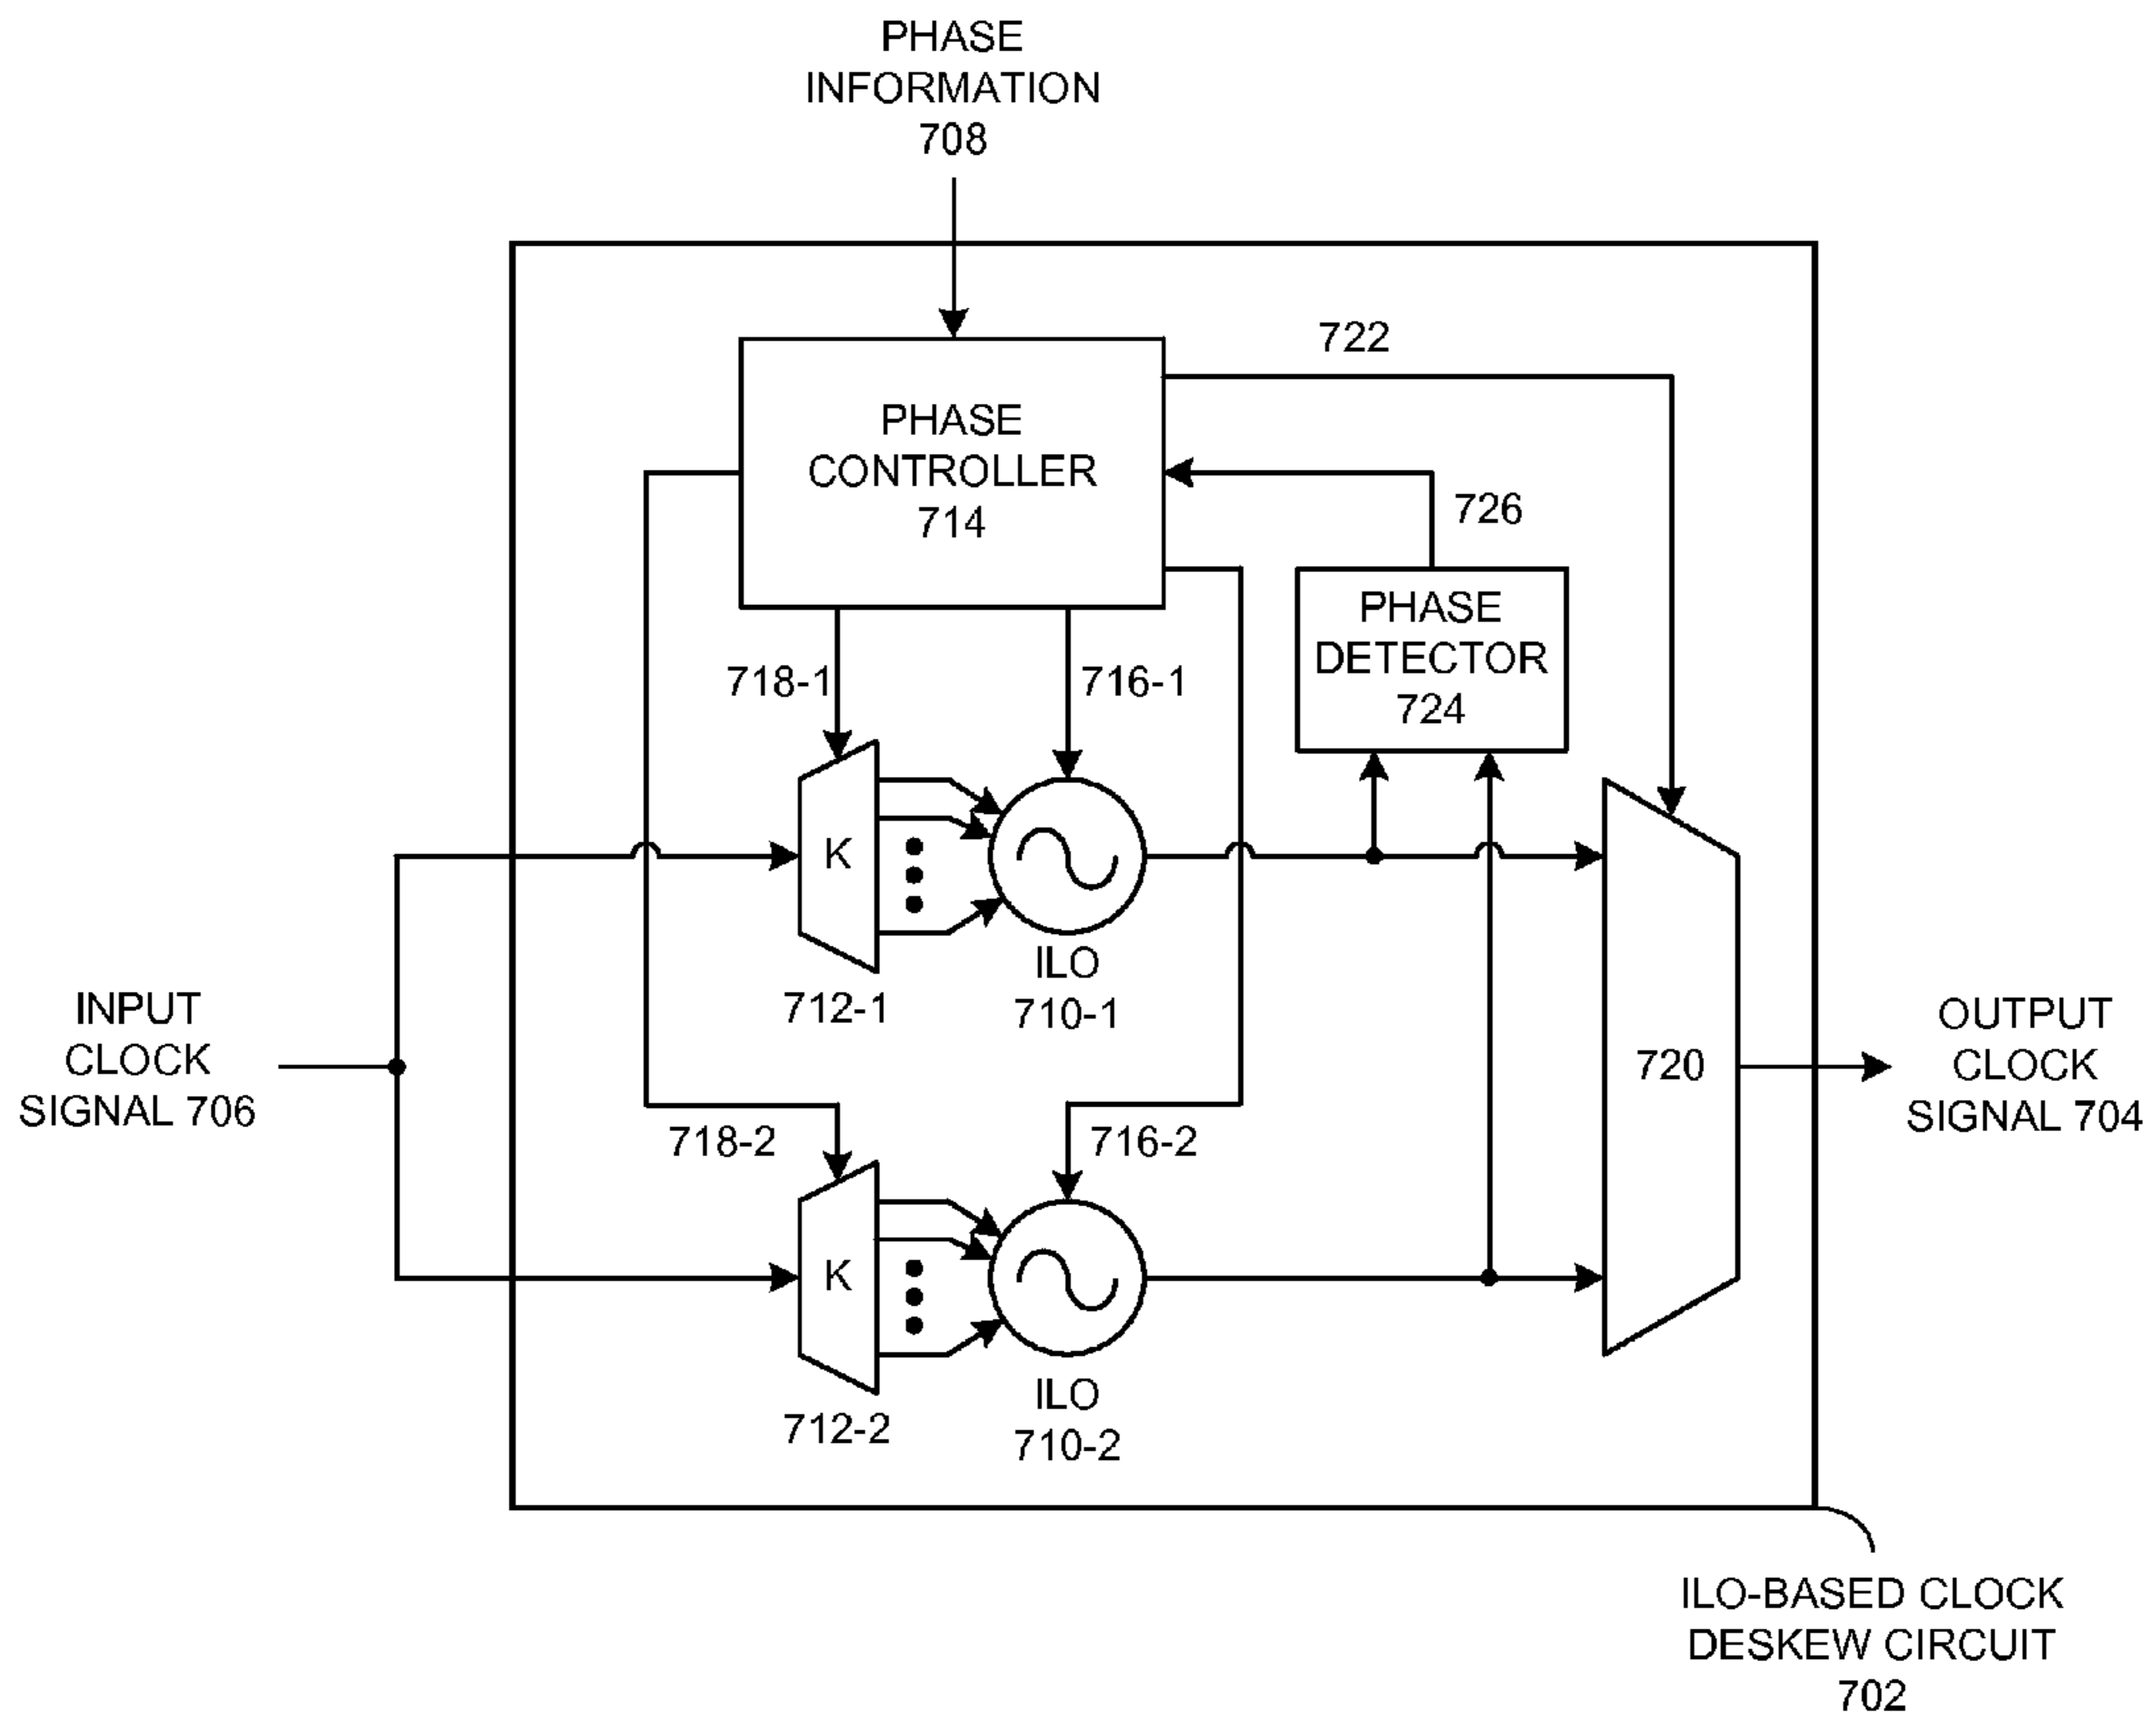 PHASE
INFORMATION
708
722
PHASE
CONTROLLER
714
726
PHASE
DETECTOR
724
718-1
716-1
K
ILO
710-1
712-1
INPUT
CLOCK
SIGNAL 706
OUTPUT
CLOCK
SIGNAL 704
720
718-2
716-2
K
ILO
710-2
712-2
ILO-BASED CLOCK
DESKEW CIRCUIT
702